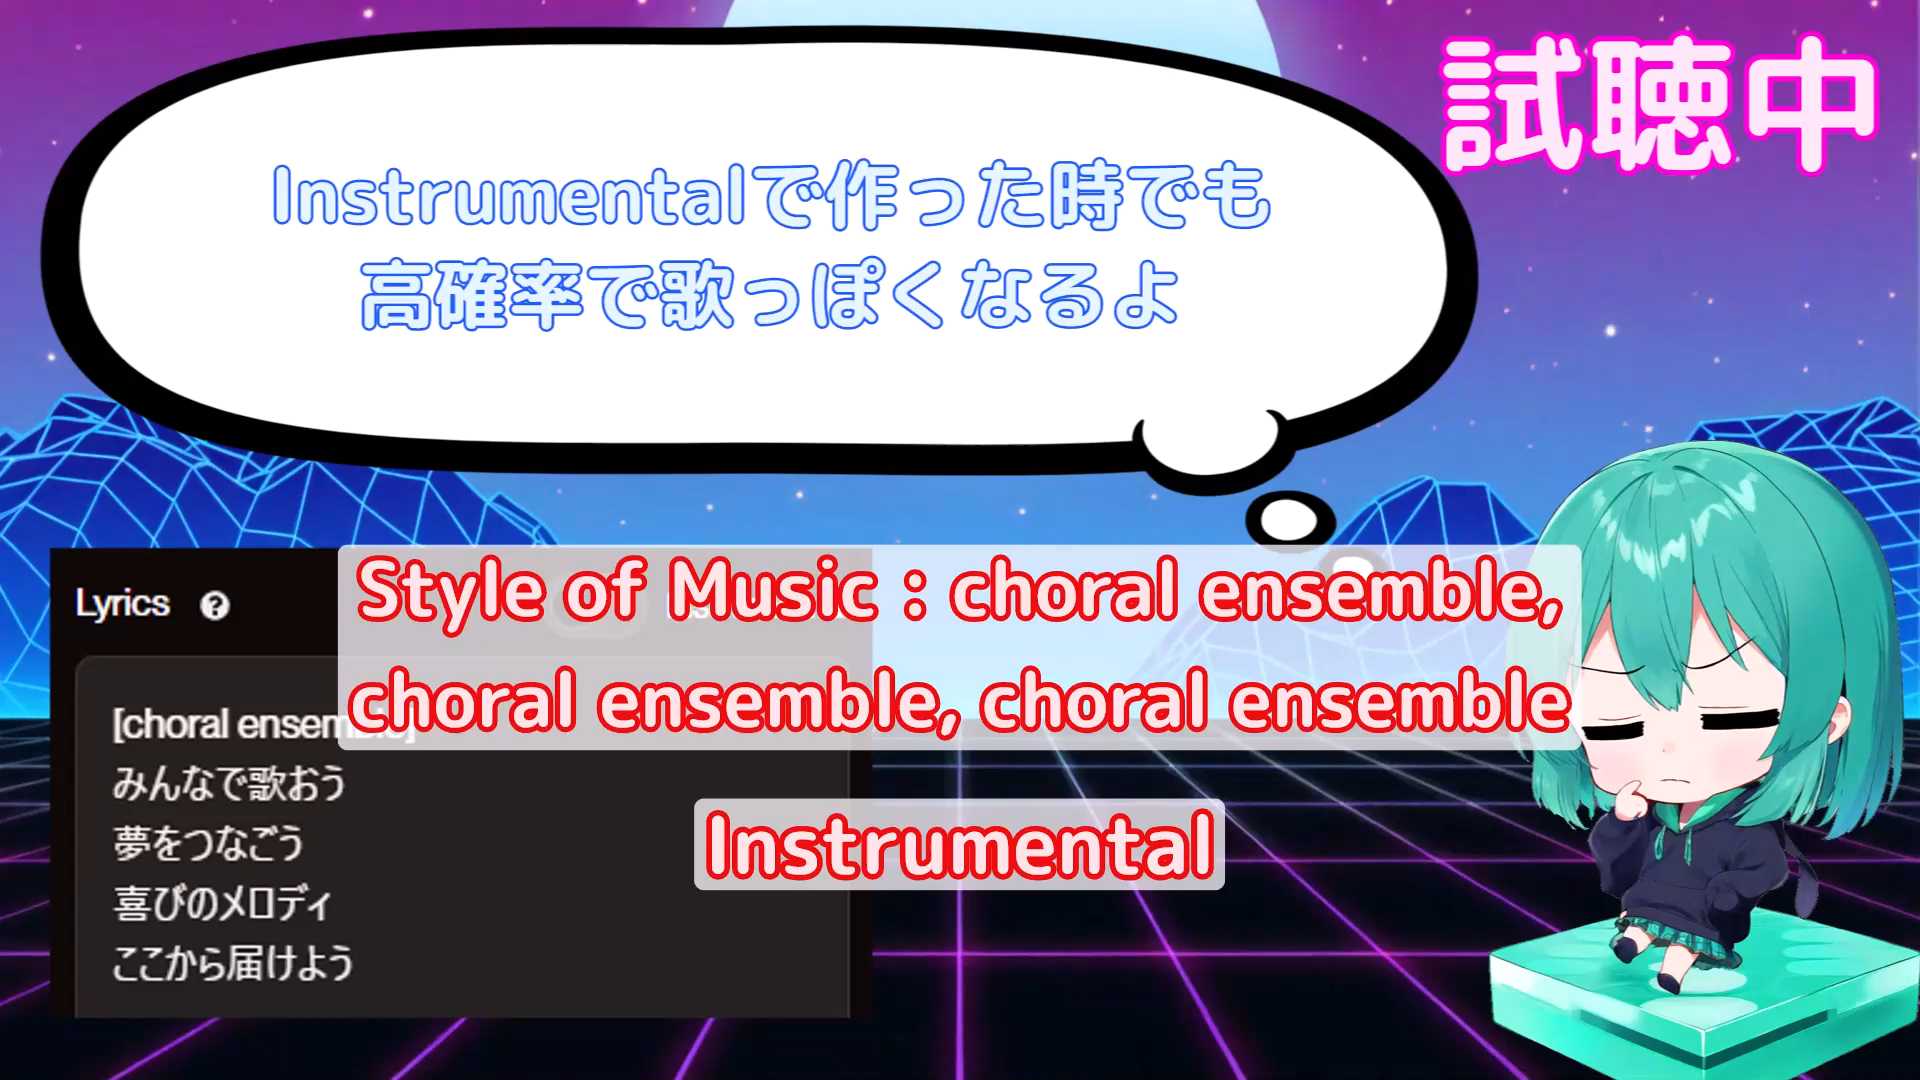 試聴中
Instrumentalで作った時でも
高確率で歌っぽくなるよ
Style of Music : choral ensemble,
choral ensemble, choral ensemble
Instrumental
Lyrics
[choral ensemble]
みんなで歌おう
夢をつなごう
喜びのメロディ
ここから届けよう